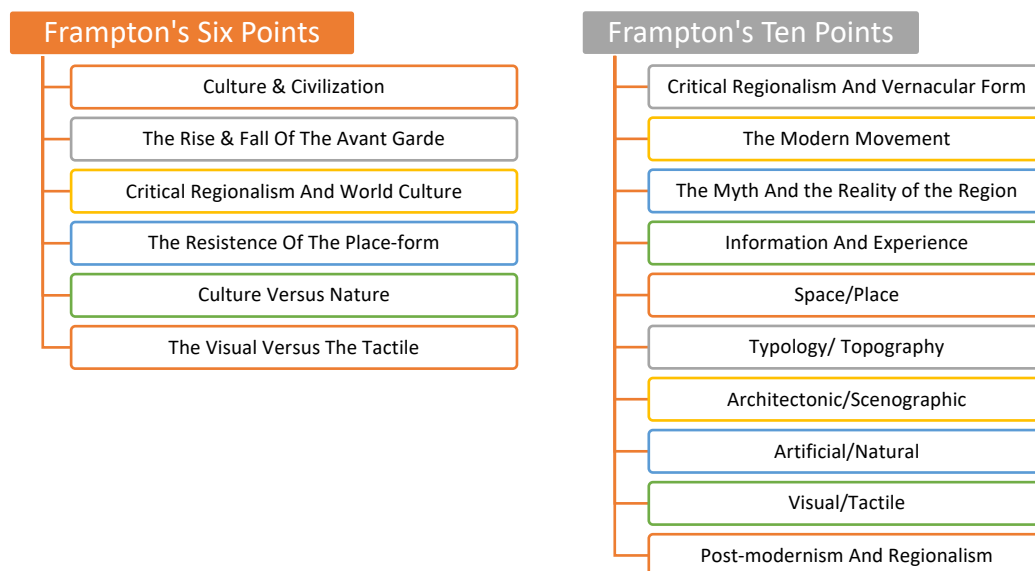 Frampton's Six Points
Culture & Civilization
The Rise & Fall Of The Avant Garde
Critical Regionalism And World Culture
The Resistence Of The Place-form
Culture Versus Nature
The Visual Versus The Tactile
Frampton's Ten Points
Critical Regionalism And Vernacular Form
The Modern Movement
The Myth And the Reality of the Region
Information And Experience
Space/Place
Typology/ Topography
Architectonic/Scenographic
Artificial/Natural
Visual/Tactile
Post-modernism And Regionalism